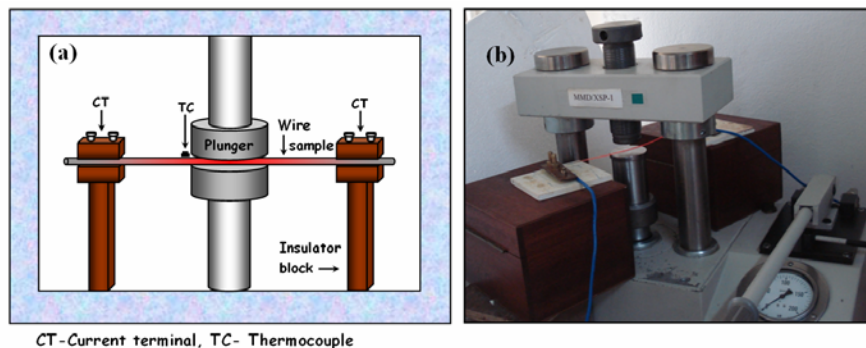 (a)
CT
TC
Plunger
Wire
sample
CT
Insulator
block
CT-Current terminal, TC- Thermocouple
(b)
MMD/XSP-1